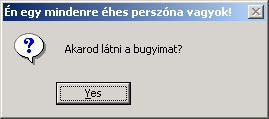 Én egy mindenre éhes perszóna vagyok!
Akarod látni a bugyimat?
Yes